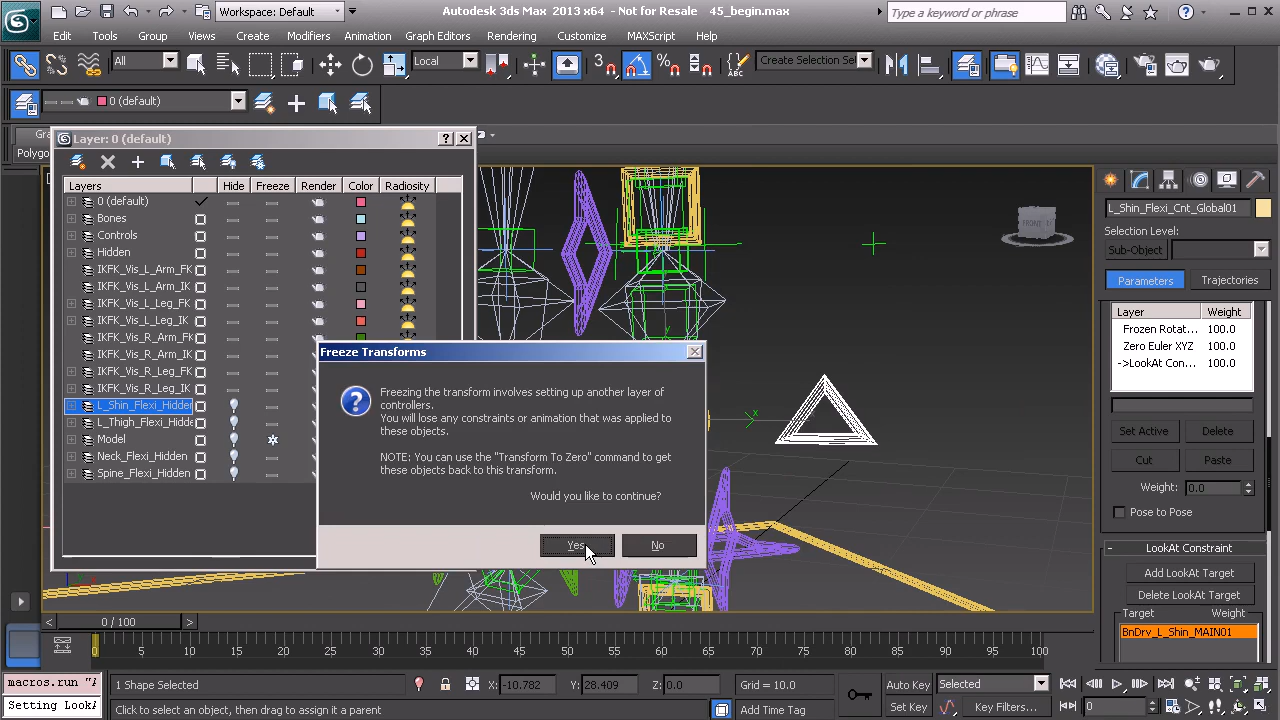 Workspace: Default
Autodesk 3ds Max 2013 x64 - Not for Resale 45_begin.max
Type a keyword or phrase
Edit Tools Group Views Create Modifiers Animation Graph Editors Rendering Customize MAXScript Help
All
Local
3
Create Selection Se
0 (default)
Layer: 0 (default)
Polygo
Layers Hide Freeze Render Color Radiosity
0 (default)
Bones
Controls
Hidden
IKFK_Vis_L_Arm_FK
IKFK_Vis_L_Arm_IK
IKFK_Vis_L_Leg_FK
IKFK_Vis_L_Leg_IK
IKFK_Vis_R_Arm_FK
IKFK_Vis_R_Arm_IK
IKFK_Vis_R_Leg_FK
IKFK_Vis_R_Leg_IK
L_Shin_Flexi_Hidden
L_Thigh_Flexi_Hidde
Model
Neck_Flexi_Hidden
Spine_Flexi_Hidden
Freeze Transforms
Freezing the transform involves setting up another layer of
controllers.
You will lose any constraints or animation that was applied to
these objects.
NOTE: You can use the "Transform To Zero" command to get
these objects back to this transform.
Would you like to continue?
Yes No
FRONT
y
x
L_Shin_Flexi_Cnt_Global01
Selection Level:
Sub-Object
Parameters Trajectories
Layer Weight
Frozen Rotat... 100.0
Zero Euler XYZ 100.0
->LookAt Con... 100.0
Set Active Delete
Cut Paste
Weight: 0.0
Pose to Pose
LookAt Constraint
Add LookAt Target
Delete LookAt Target
Target Weight
BnDrv_L_Shin_MAIN01
0 / 100
0 5 10 15 20 25 30 35 40 45 50 55 60 65 70 75 80 85 90 95 100
macros.run "A
Setting LookA
1 Shape Selected
X: -10.782 Y: 28.409 Z: 0.0 Grid = 10.0
Click to select an object, then drag to assign it a parent
Add Time Tag
Auto Key Selected
Set Key Key Filters... 0